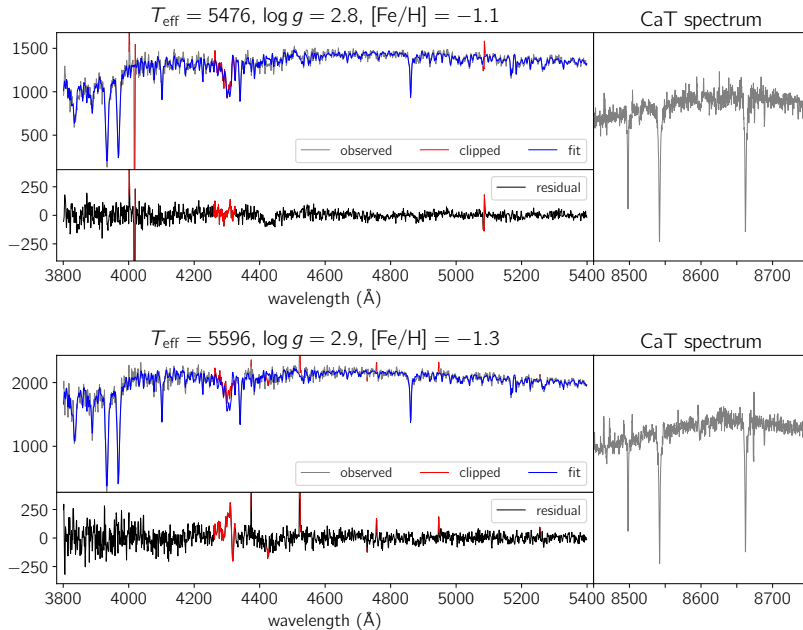 T_eff = 5476, log g = 2.8, [Fe/H] = −1.1
CaT spectrum
1500
1000
500
observed
clipped
fit
250
0
−250
residual
3800 4000 4200 4400 4600 4800 5000 5200 5400 8500 8600 8700
wavelength (Å)
wavelength (Å)
T_eff = 5596, log g = 2.9, [Fe/H] = −1.3
CaT spectrum
2000
1000
observed
clipped
fit
250
0
−250
residual
3800 4000 4200 4400 4600 4800 5000 5200 5400 8500 8600 8700
wavelength (Å)
wavelength (Å)